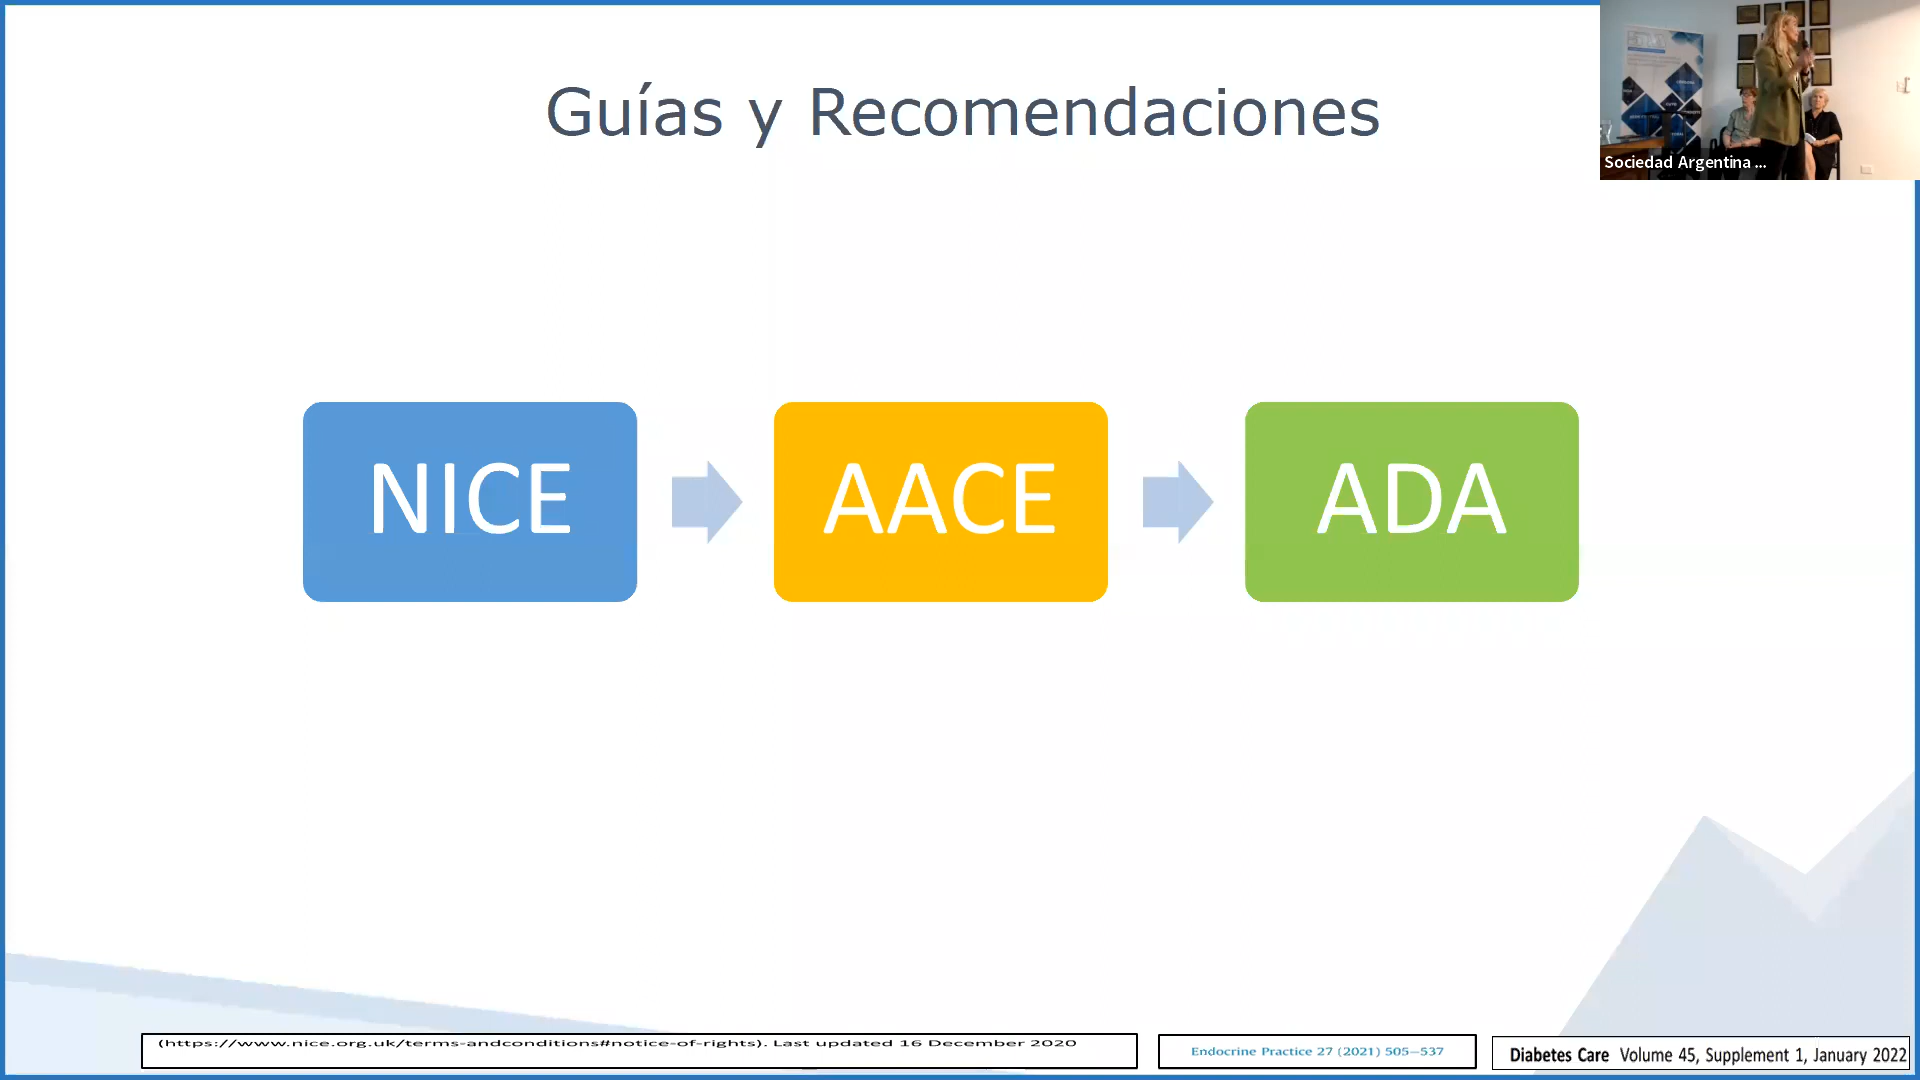 Guías y Recomendaciones
Sociedad Argentina ...
NICE
AACE
ADA
(https://www.nice.org.uk/terms-andconditions#notice-of-rights). Last updated 16 December 2020
Endocrine Practice 27 (2021) 505–537
Diabetes Care Volume 45, Supplement 1, January 2022